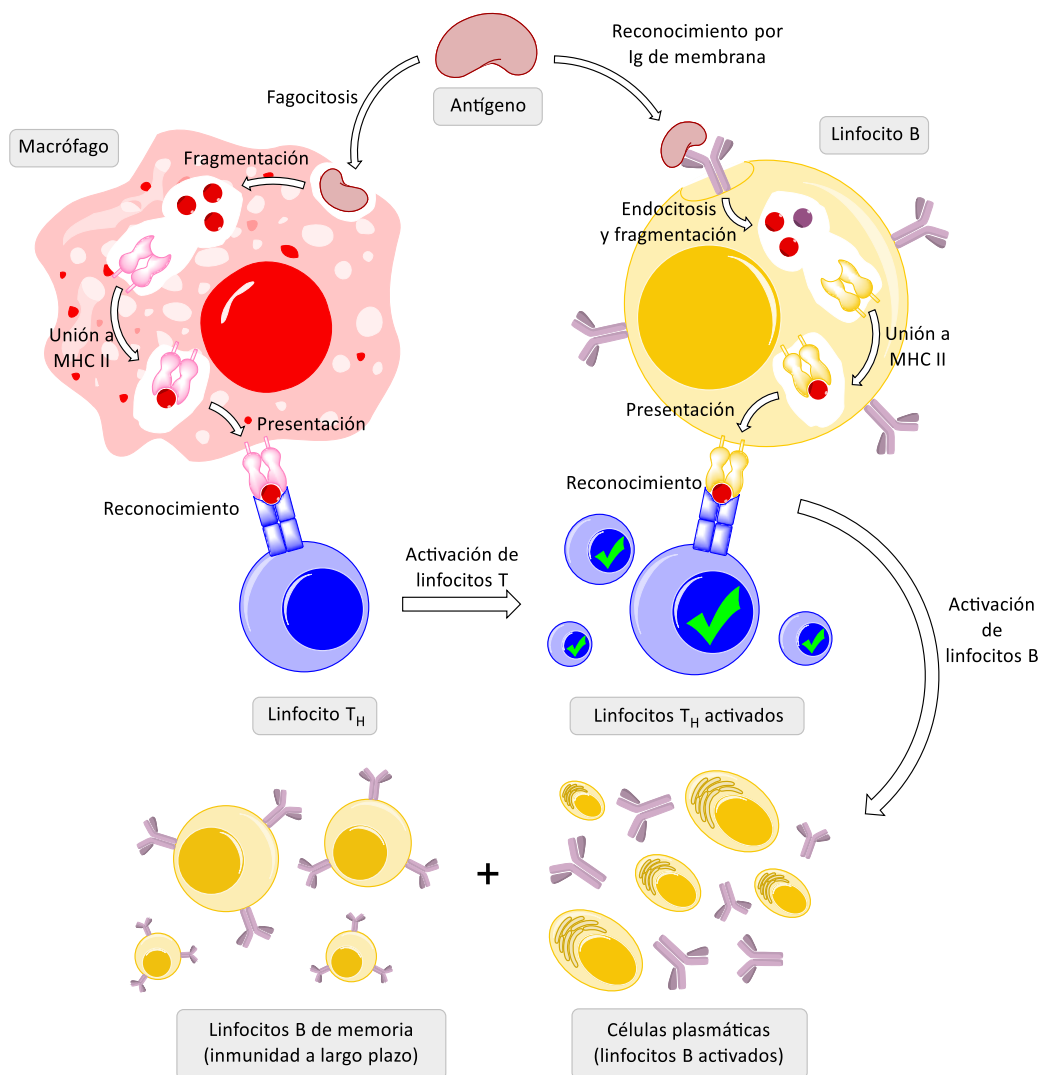 Reconocimiento por
Ig de membrana
Fagocitosis
Antígeno
Macrófago
Linfocito B
Fragmentación
Endocitosis
y fragmentación
Unión a
MHC II
Unión a
MHC II
Presentación
Presentación
Reconocimiento
Reconocimiento
Activación de
linfocitos T
Activación
de
linfocitos B
Linfocito T_H
Linfocitos T_H activados
+
Linfocitos B de memoria
(inmunidad a largo plazo)
Células plasmáticas
(linfocitos B activados)